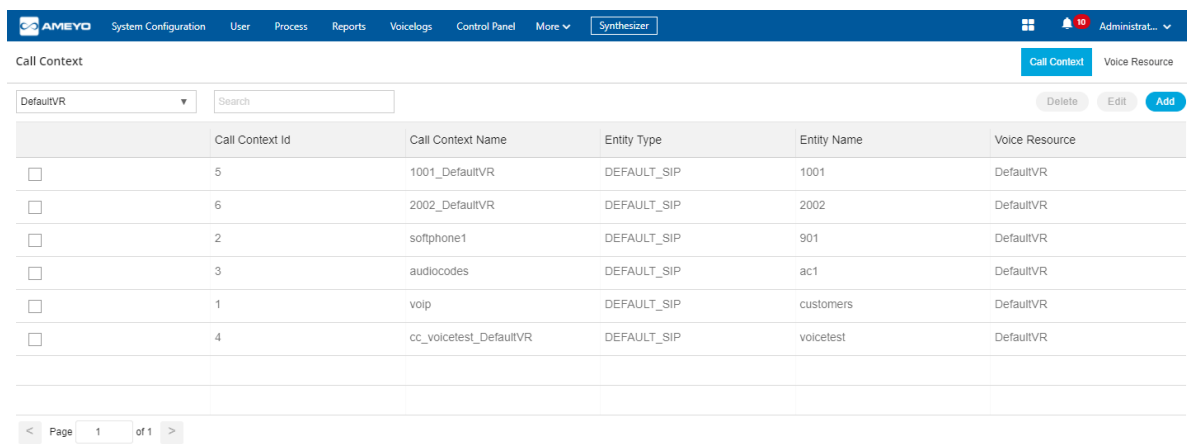 AMEYO System Configuration User Process Reports Voicelogs Control Panel More Synthesizer 10 Administrat...
Call Context Call Context Voice Resource
DefaultVR Search Delete Edit Add
Call Context Id Call Context Name Entity Type Entity Name Voice Resource
5 1001_DefaultVR DEFAULT_SIP 1001 DefaultVR
6 2002_DefaultVR DEFAULT_SIP 2002 DefaultVR
2 softphone1 DEFAULT_SIP 901 DefaultVR
3 audiocodes DEFAULT_SIP ac1 DefaultVR
1 voip DEFAULT_SIP customers DefaultVR
4 cc_voicetest_DefaultVR DEFAULT_SIP voicetest DefaultVR
< Page 1 of 1 >